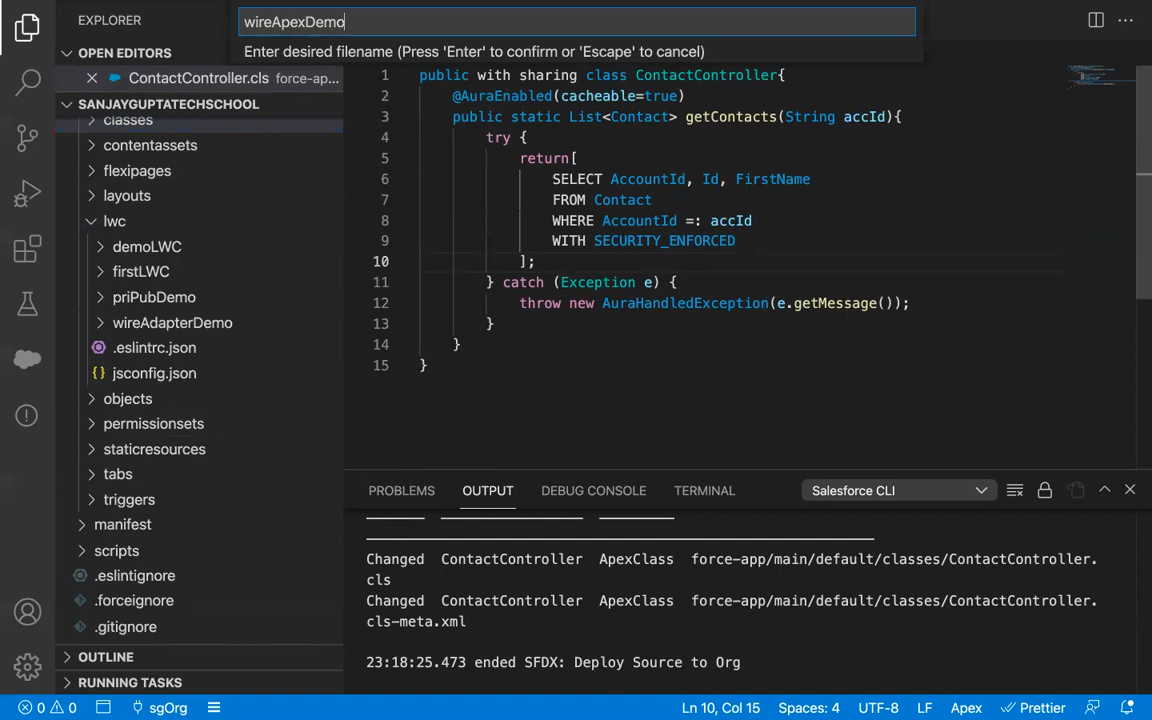 EXPLORER
wireApexDemo
Enter desired filename (Press 'Enter' to confirm or 'Escape' to cancel)
OPEN EDITORS
ContactController.cls force-ap...
SANJAYGUPTATECHSCHOOL
classes
contentassets
flexipages
layouts
lwc
demoLWC
firstLWC
priPubDemo
wireAdapterDemo
.eslintrc.json
{} jsconfig.json
objects
permissionsets
staticresources
tabs
triggers
manifest
scripts
.eslintignore
.forceignore
.gitignore
OUTLINE
RUNNING TASKS
1 public with sharing class ContactController{
2 @AuraEnabled(cacheable=true)
3 public static List<Contact> getContacts(String accId){
4 try {
5 return[
6 SELECT AccountId, Id, FirstName
7 FROM Contact
8 WHERE AccountId =: accId
9 WITH SECURITY_ENFORCED
10 ];
11 } catch (Exception e) {
12 throw new AuraHandledException(e.getMessage());
13 }
14 }
15 }
PROBLEMS OUTPUT DEBUG CONSOLE TERMINAL Salesforce CLI
Changed ContactController ApexClass force-app/main/default/classes/ContactController.
cls
Changed ContactController ApexClass force-app/main/default/classes/ContactController.
cls-meta.xml
23:18:25.473 ended SFDX: Deploy Source to Org
0 0 sgOrg Ln 10, Col 15 Spaces: 4 UTF-8 LF Apex Prettier